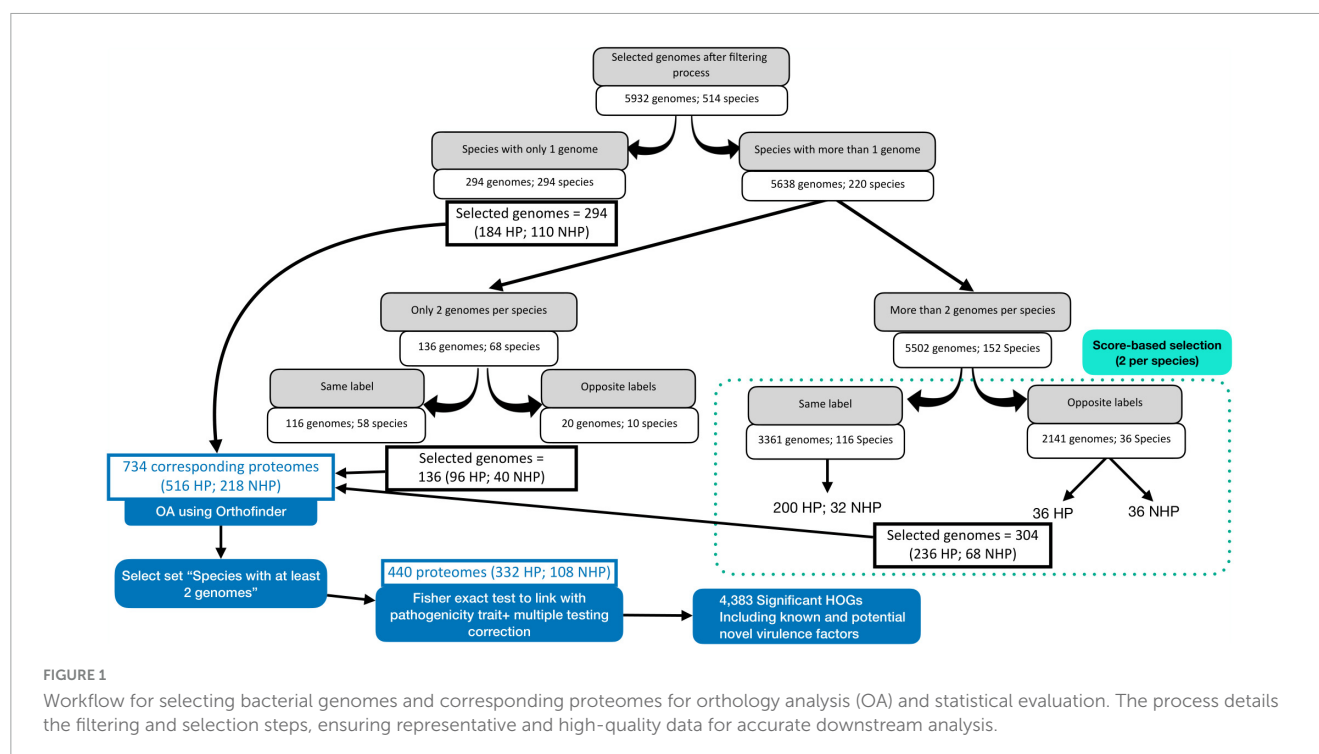 Selected genomes after filtering
process
5932 genomes; 514 species
Species with only 1 genome
294 genomes; 294 species
Selected genomes = 294
(184 HP; 110 NHP)
Species with more than 1 genome
5638 genomes; 220 species
Only 2 genomes per species
136 genomes; 68 species
Same label
116 genomes; 58 species
Opposite labels
20 genomes; 10 species
Selected genomes =
136 (96 HP; 40 NHP)
More than 2 genomes per species
5502 genomes; 152 Species
Score-based selection
(2 per species)
Same label
3361 genomes; 116 Species
Opposite labels
2141 genomes; 36 Species
200 HP; 32 NHP
36 HP
36 NHP
Selected genomes = 304
(236 HP; 68 NHP)
734 corresponding proteomes
(516 HP; 218 NHP)
OA using Orthofinder
Select set “Species with at least
2 genomes”
440 proteomes (332 HP; 108 NHP)
Fisher exact test to link with
pathogenicity trait+ multiple testing
correction
4,383 Significant HOGs
Including known and potential
novel virulence factors
FIGURE 1
Workflow for selecting bacterial genomes and corresponding proteomes for orthology analysis (OA) and statistical evaluation. The process details
the filtering and selection steps, ensuring representative and high-quality data for accurate downstream analysis.